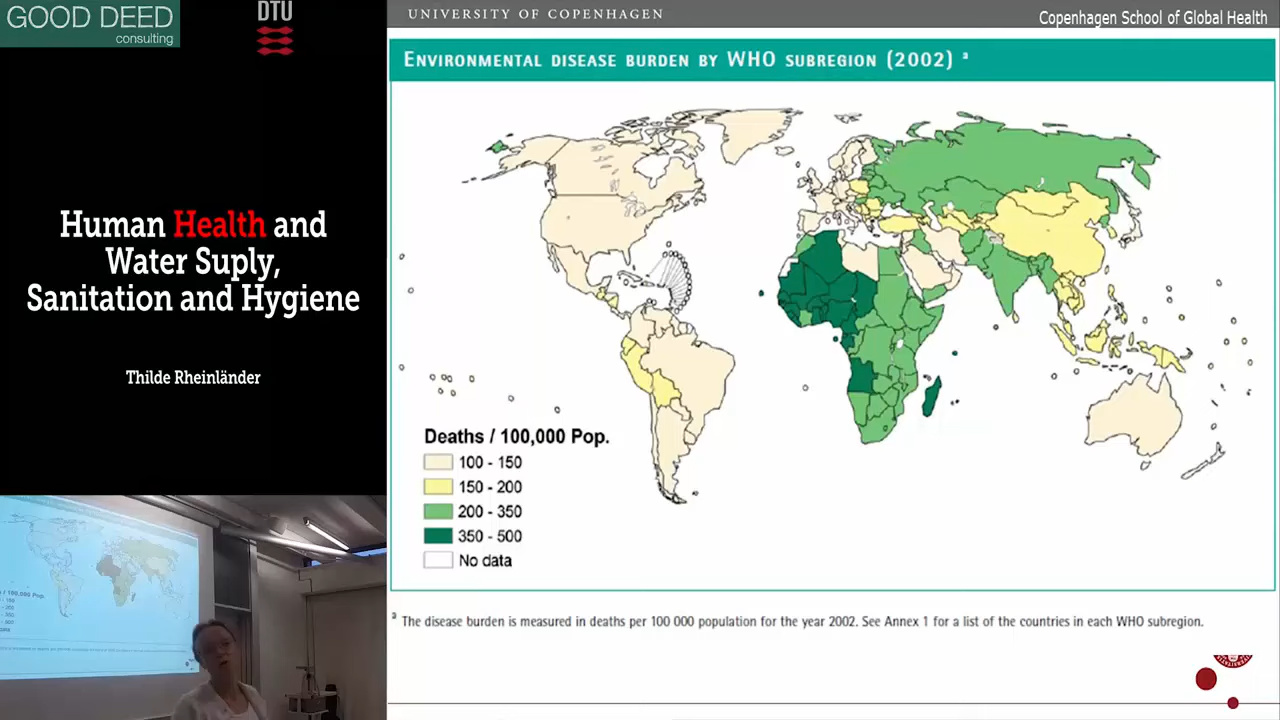 GOOD DEED
consulting
DTU
Human Health and
Water Suply,
Sanitation and Hygiene
Thilde Rheinländer
UNIVERSITY OF COPENHAGEN
Copenhagen School of Global Health
ENVIRONMENTAL DISEASE BURDEN BY WHO SUBREGION (2002) ᵃ
Deaths / 100,000 Pop.
100 - 150
150 - 200
200 - 350
350 - 500
No data
ᵃ The disease burden is measured in deaths per 100 000 population for the year 2002. See Annex 1 for a list of the countries in each WHO subregion.